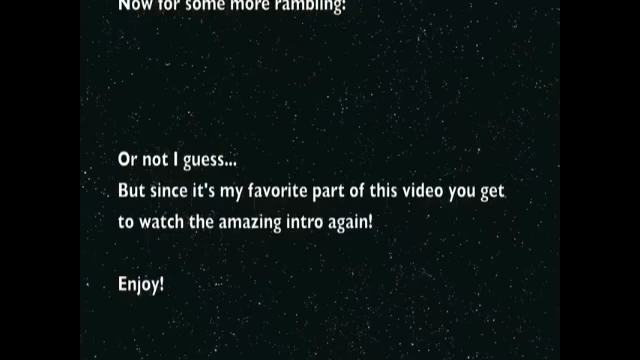 Now for some more rambling:
Or not I guess...
But since it's my favorite part of this video you get
to watch the amazing intro again!
Enjoy!